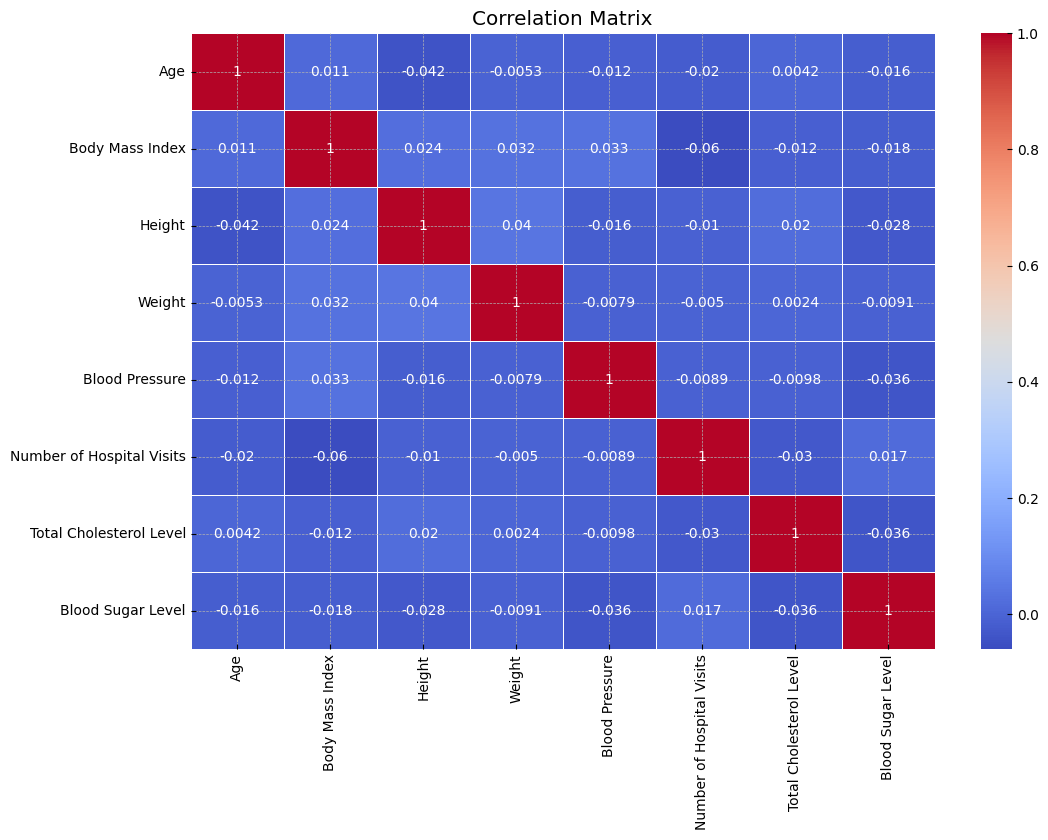 Correlation Matrix
Age 1 0.011 -0.042 -0.0053 -0.012 -0.02 0.0042 -0.016
Body Mass Index 0.011 1 0.024 0.032 0.033 -0.06 -0.012 -0.018
Height -0.042 0.024 1 0.04 -0.016 -0.01 0.02 -0.028
Weight -0.0053 0.032 0.04 1 -0.0079 -0.005 0.0024 -0.0091
Blood Pressure -0.012 0.033 -0.016 -0.0079 1 -0.0089 -0.0098 -0.036
Number of Hospital Visits -0.02 -0.06 -0.01 -0.005 -0.0089 1 -0.03 0.017
Total Cholesterol Level 0.0042 -0.012 0.02 0.0024 -0.0098 -0.03 1 -0.036
Blood Sugar Level -0.016 -0.018 -0.028 -0.0091 -0.036 0.017 -0.036 1
Age
Body Mass Index
Height
Weight
Blood Pressure
Number of Hospital Visits
Total Cholesterol Level
Blood Sugar Level
1.0
0.8
0.6
0.4
0.2
0.0